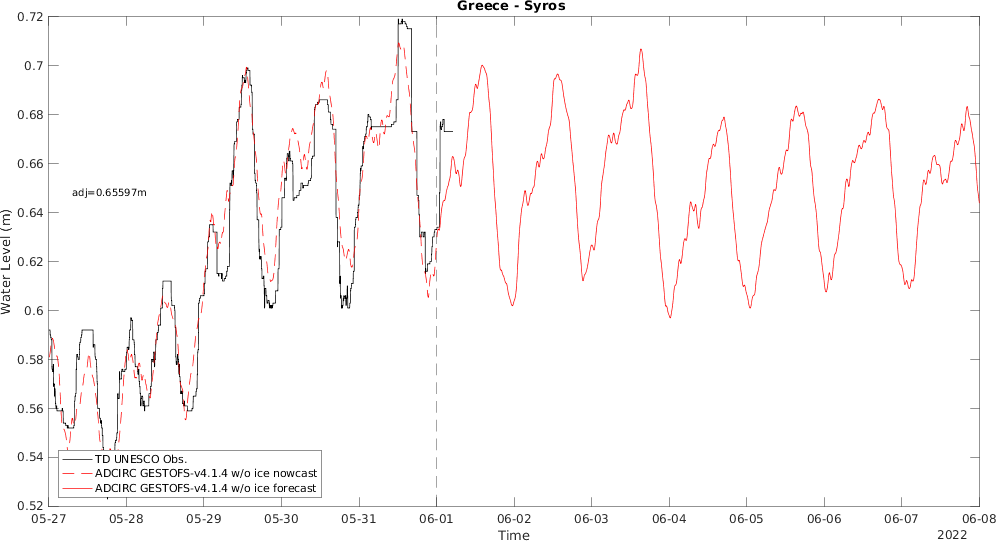 Greece - Syros
0.72
0.7
0.68
0.66
0.64
0.62
0.6
0.58
0.56
0.54
0.52
Water Level (m)
adj=0.65597m
TD UNESCO Obs.
ADCIRC GESTOFS-v4.1.4 w/o ice nowcast
ADCIRC GESTOFS-v4.1.4 w/o ice forecast
05-27 05-28 05-29 05-30 05-31 06-01 06-02 06-03 06-04 06-05 06-06 06-07 06-08
Time
2022